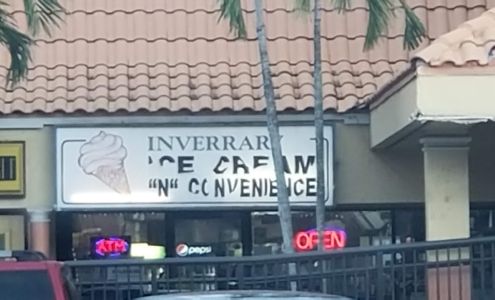 INVERRARY
ICE CREAM
"N" CONVENIENCE
ATM
pepsi
OPEN